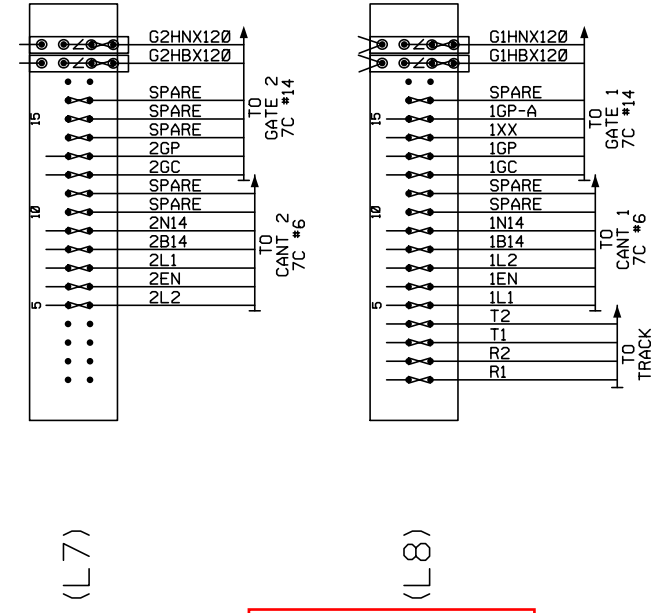 G2HNX120
G2HBX120
SPARE
SPARE
SPARE
2GP
2GC
SPARE
SPARE
2N14
2B14
2L1
2EN
2L2
15
10
5
TO
GATE 2
7C #14
TO
CANT 2
7C #6
(L7)
G1HNX120
G1HBX120
SPARE
1GP-A
1XX
1GP
1GC
SPARE
SPARE
1N14
1B14
1L2
1EN
1L1
T2
T1
R2
R1
15
10
5
TO
GATE 1
7C #14
TO
CANT 1
7C #6
TO
TRACK
(L8)